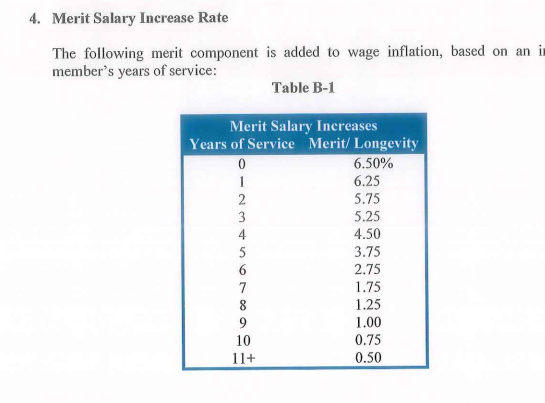 4. Merit Salary Increase Rate
The following merit component is added to wage inflation, based on an
member's years of service:
Table B-1
Merit Salary Increases
Years of Service Merit/ Longevity
0 6.50%
1 6.25
2 5.75
3 5.25
4 4.50
5 3.75
6 2.75
7 1.75
8 1.25
9 1.00
10 0.75
11+ 0.50